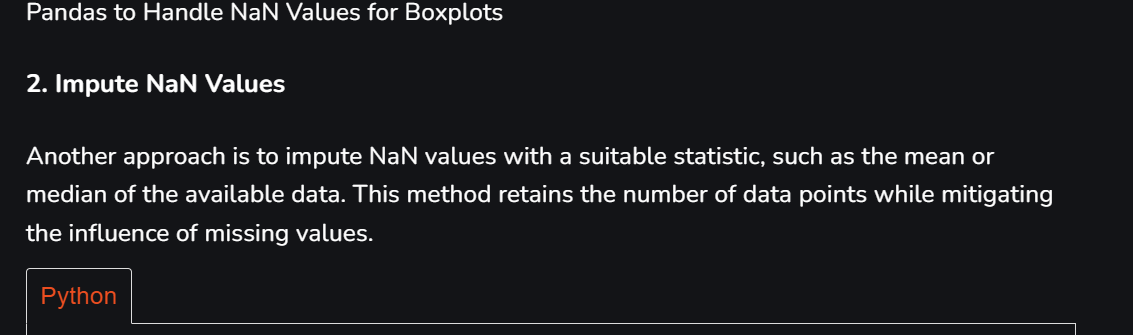 Pandas to Handle NaN Values for Boxplots
2. Impute NaN Values
Another approach is to impute NaN values with a suitable statistic, such as the mean or
median of the available data. This method retains the number of data points while mitigating
the influence of missing values.
Python